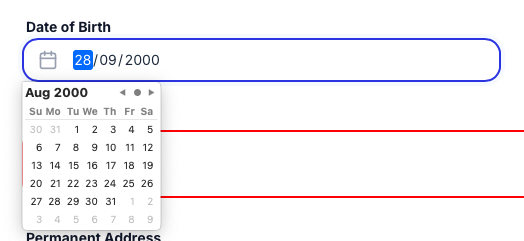 Date of Birth
28/09/2000
Aug 2000
Su Mo Tu We Th Fr Sa
30 31 1 2 3 4 5
6 7 8 9 10 11 12
13 14 15 16 17 18 19
20 21 22 23 24 25 26
27 28 29 30 31 1 2
3 4 5 6 7 8 9
Permanent Address